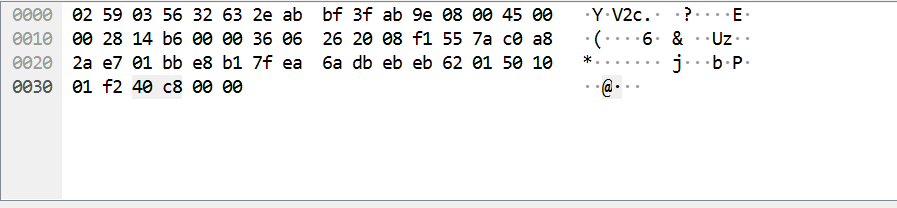 0000 02 59 03 56 32 63 2e ab bf 3f ab 9e 08 00 45 00 ·Y·V2c.· ·?····E·
0010 00 28 14 b6 00 00 36 06 26 20 08 f1 55 7a c0 a8 ·(····6· & ··Uz··
0020 2a e7 01 bb e8 b1 7f ea 6a db eb eb 62 01 50 10 *······· j···b·P·
0030 01 f2 40 c8 00 00 ··@···